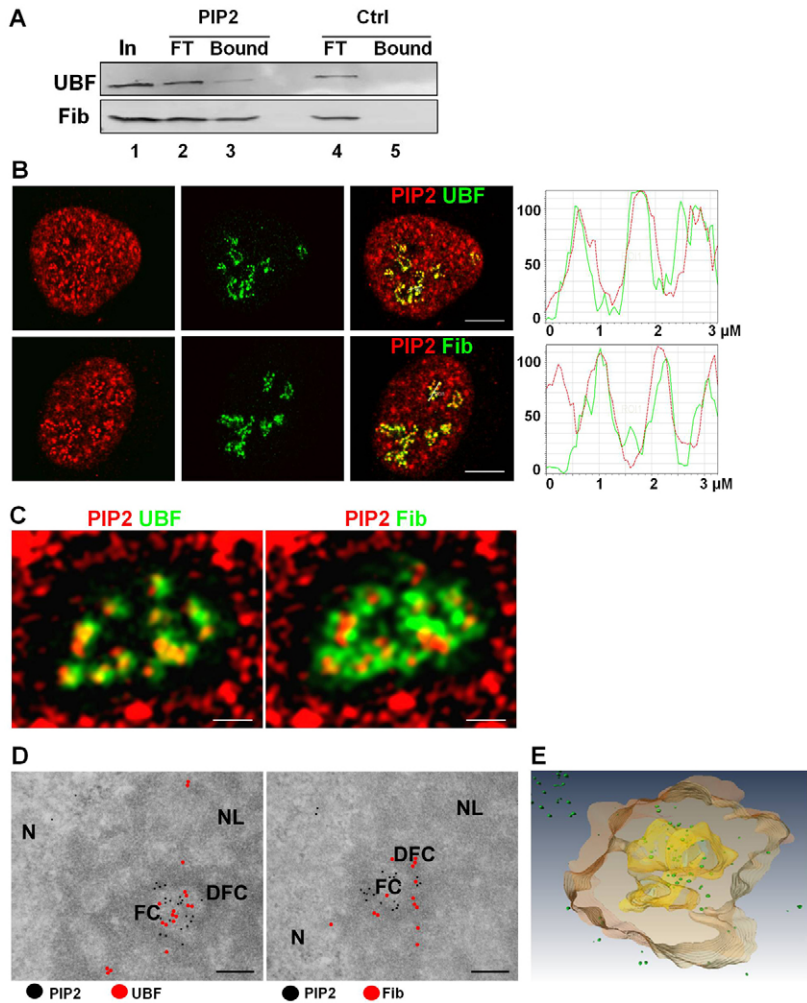 A
PIP2 Ctrl
In FT Bound FT Bound
UBF
Fib
1 2 3 4 5
B
PIP2 UBF
100
50
0
0 1 2 3 µM
PIP2 Fib
100
50
0
0 1 2 3 µM
C
PIP2 UBF PIP2 Fib
D
N NL FC DFC
N NL DFC FC
PIP2 UBF PIP2 Fib
E